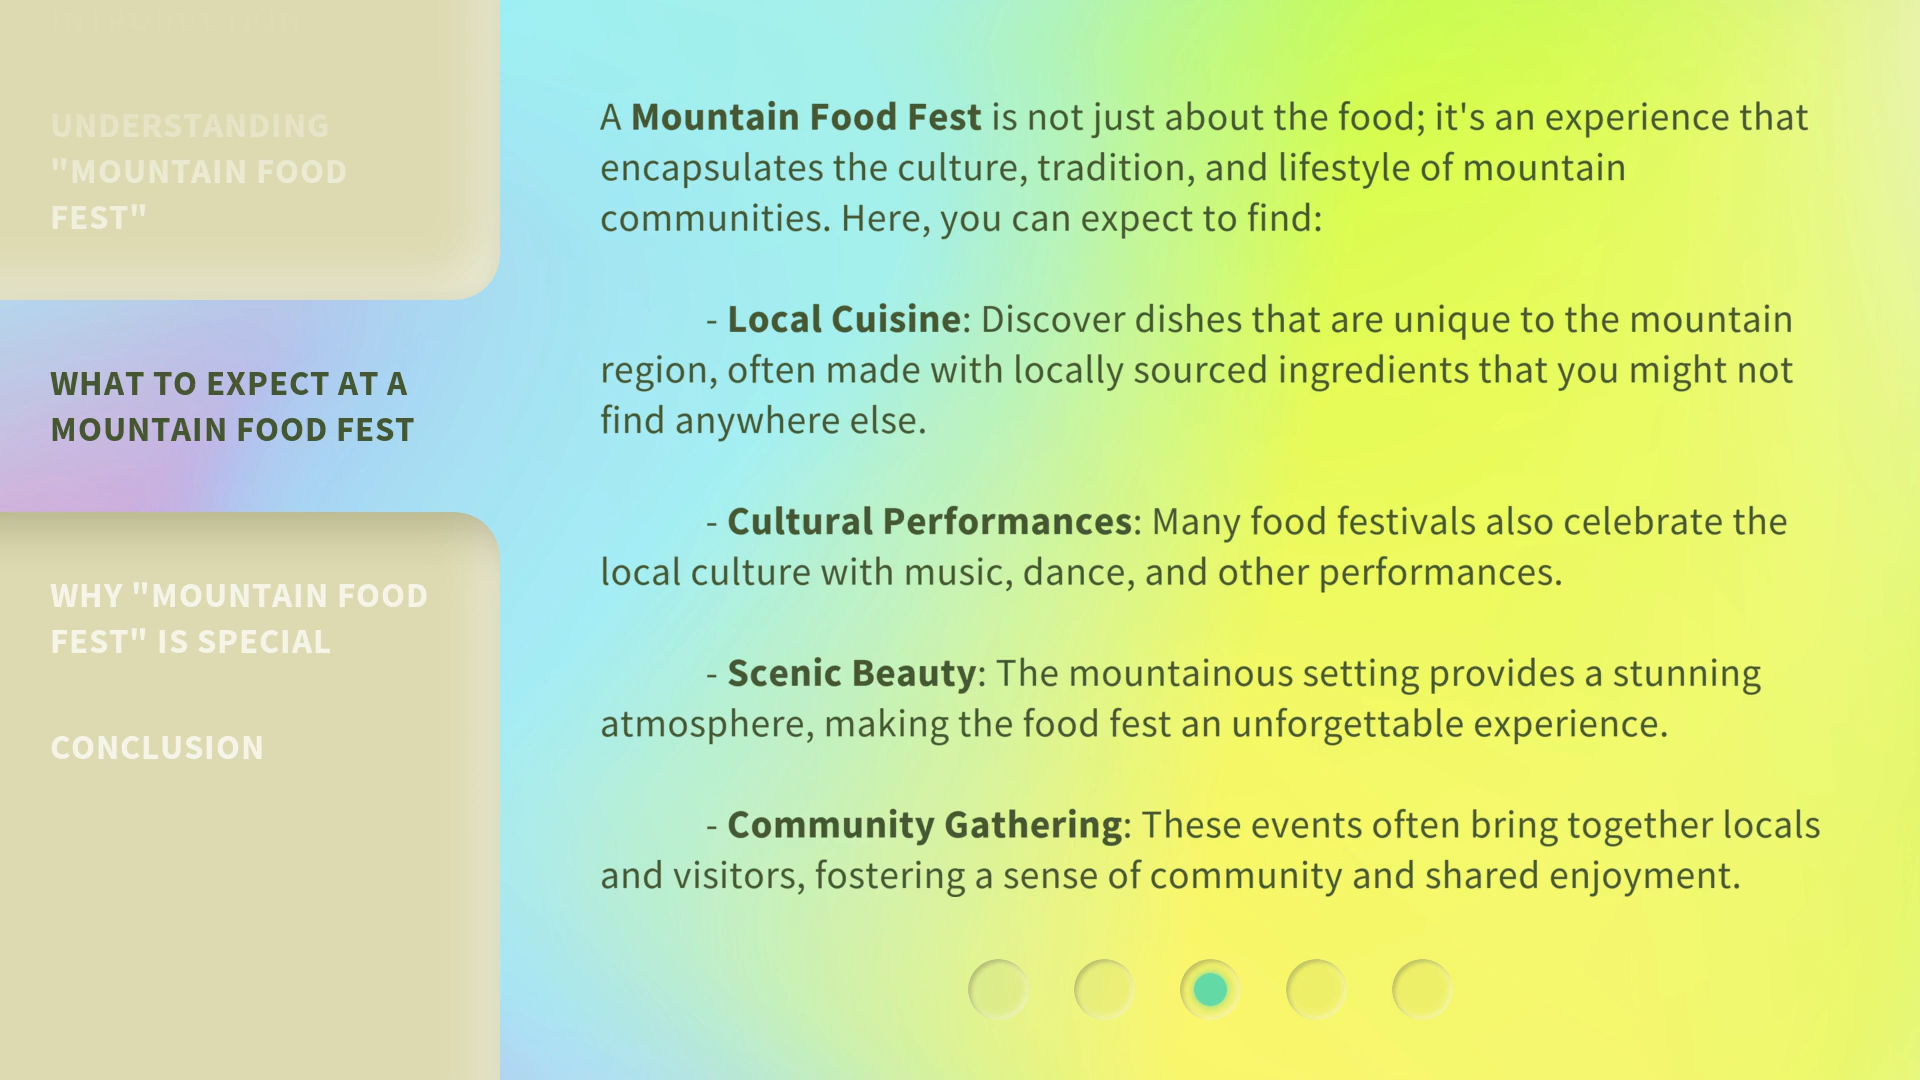 UNDERSTANDING
"MOUNTAIN FOOD
FEST"
WHAT TO EXPECT AT A
MOUNTAIN FOOD FEST
WHY "MOUNTAIN FOOD
FEST" IS SPECIAL
CONCLUSION
A Mountain Food Fest is not just about the food; it's an experience that
encapsulates the culture, tradition, and lifestyle of mountain
communities. Here, you can expect to find:
- Local Cuisine: Discover dishes that are unique to the mountain
region, often made with locally sourced ingredients that you might not
find anywhere else.
- Cultural Performances: Many food festivals also celebrate the
local culture with music, dance, and other performances.
- Scenic Beauty: The mountainous setting provides a stunning
atmosphere, making the food fest an unforgettable experience.
- Community Gathering: These events often bring together locals
and visitors, fostering a sense of community and shared enjoyment.